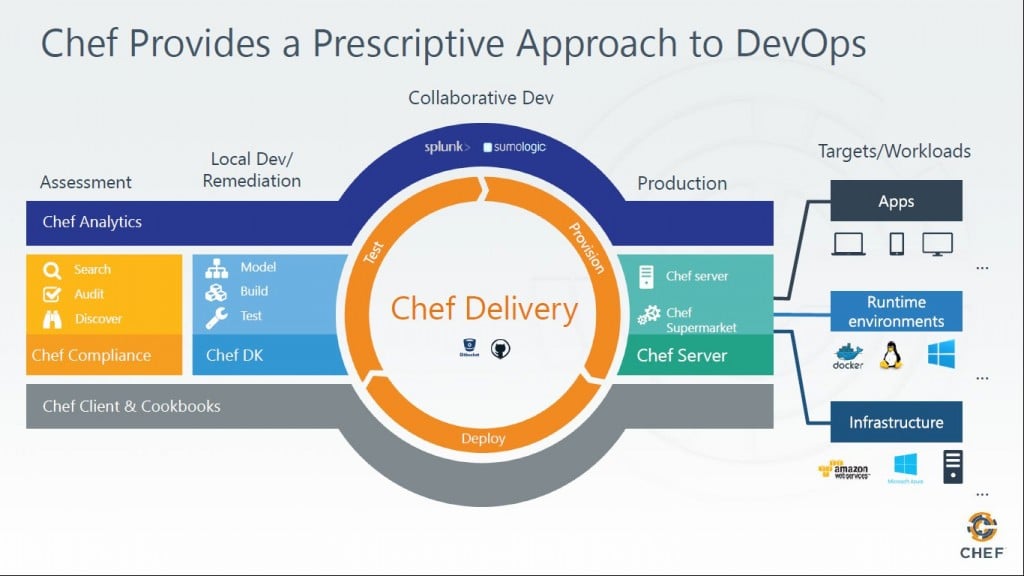 Chef Provides a Prescriptive Approach to DevOps
Collaborative Dev
splunk>
sumologic
Assessment
Local Dev/
Remediation
Production
Targets/Workloads
Chef Analytics
Search
Audit
Discover
Chef Compliance
Model
Build
Test
Chef DK
Test
Provision
Deploy
Chef Delivery
Bitbucket
Chef server
Chef
Supermarket
Chef Server
Chef Client & Cookbooks
Apps
...
Runtime
environments
docker
...
Infrastructure
amazon
web services™
Microsoft Azure
...
CHEF